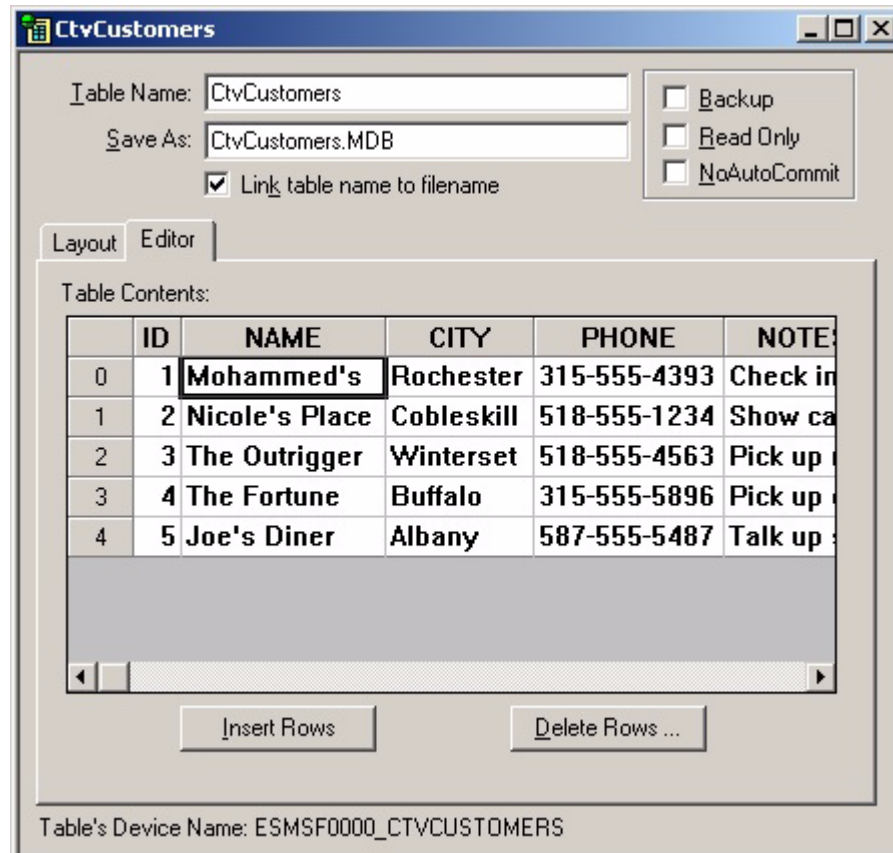 CtvCustomers
Table Name: CtvCustomers
Save As: CtvCustomers.MDB
Link table name to filename
Backup
Read Only
NoAutoCommit
Layout Editor
Table Contents:
ID NAME CITY PHONE
0 1 Mohammed's Rochester 315-555-4393 Check in
1 2 Nicole's Place Cobleskill 518-555-1234 Show ca
2 3 The Outrigger Winterset 518-555-4563 Pick up
3 4 The Fortune Buffalo 315-555-5896 Pick up
4 5 Joe's Diner Albany 587-555-5487 Talk up
Insert Rows Delete Rows ...
Table's Device Name: ESMSF0000_CTVCUSTOMERS